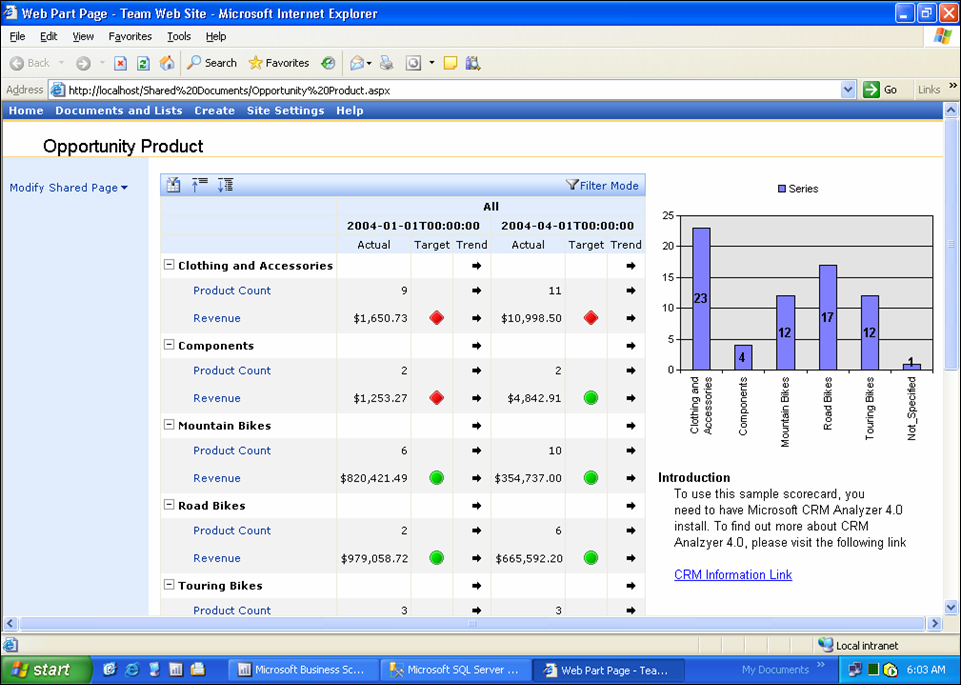 Web Part Page - Team Web Site - Microsoft Internet Explorer
File Edit View Favorites Tools Help
Back Search Favorites
Address http://localhost/Shared%20Documents/Opportunity%20Product.aspx Go Links »
Home Documents and Lists Create Site Settings Help
Opportunity Product
Modify Shared Page
Filter Mode
All
2004-01-01T00:00:00 2004-04-01T00:00:00
Actual Target Trend Actual Target Trend
Clothing and Accessories
Product Count 9 11
Revenue $1,650.73 $10,998.50
Components
Product Count 2 2
Revenue $1,253.27 $4,842.91
Mountain Bikes
Product Count 6 10
Revenue $820,421.49 $354,737.00
Road Bikes
Product Count 2 6
Revenue $979,058.72 $665,592.20
Touring Bikes
Product Count 3 3
Series
25
20
15
10
5
0
23
4
12
17
12
1
Clothing and
Accessories
Components
Mountain Bikes
Road Bikes
Touring Bikes
Not_Specified
Introduction
To use this sample scorecard, you
need to have Microsoft CRM Analyzer 4.0
install. To find out more about CRM
Analzyer 4.0, please visit the following link
CRM Information Link
Local intranet
start Microsoft Business Sc... Microsoft SQL Server ... Web Part Page - Tea... My Documents » 6:03 AM